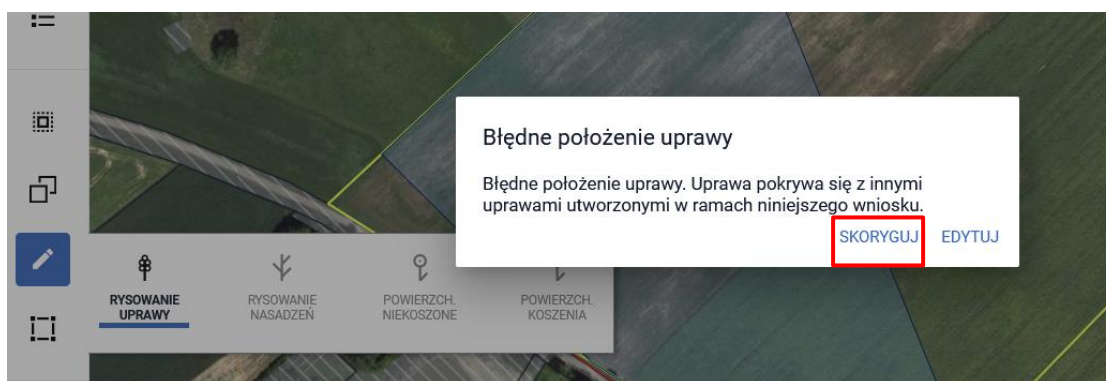 Błędne położenie uprawy
Błędne położenie uprawy. Uprawa pokrywa się z innymi
uprawami utworzonymi w ramach niniejszego wniosku.
SKORYGUJ EDYTUJ
RYSOWANIE
UPRAWY
RYSOWANIE
NASADZEŃ
POWIERZCH.
NIEKOSZONE
POWIERZCH.
KOSZENIA